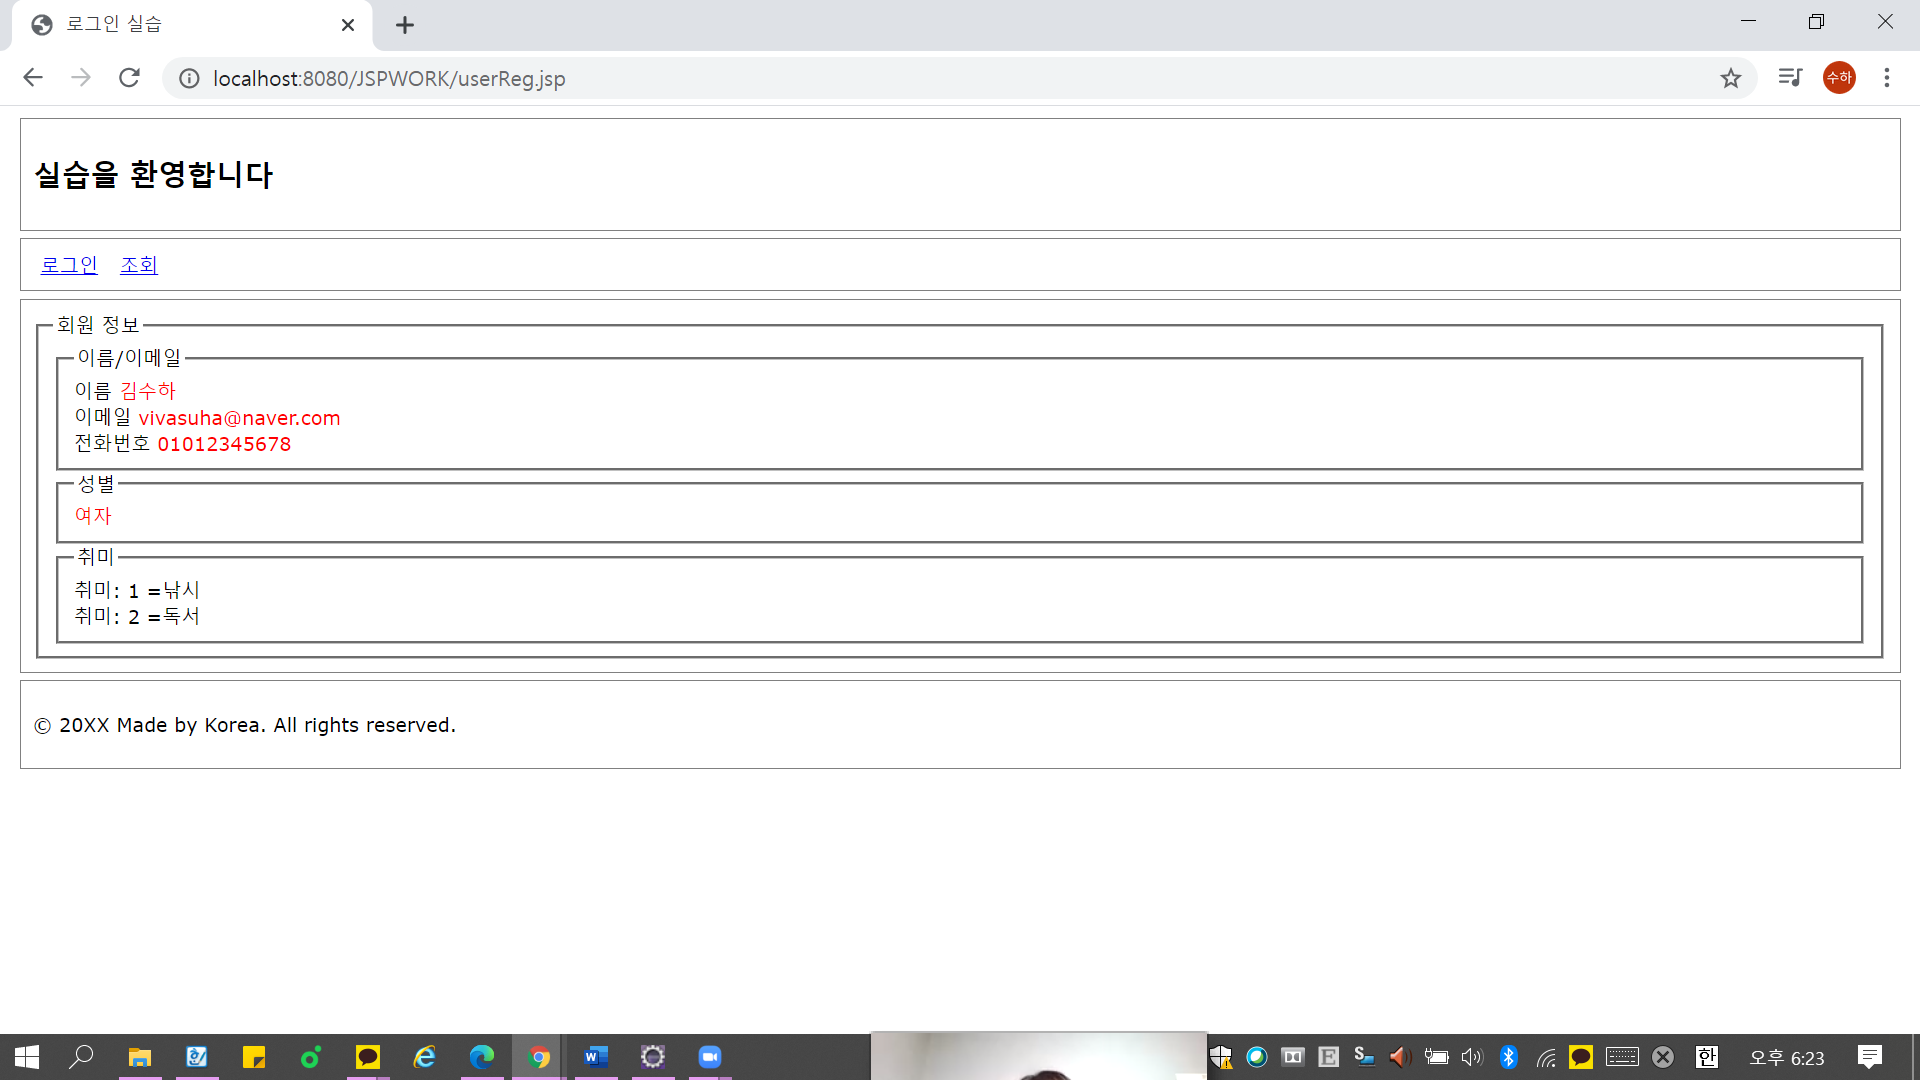 로그인 실습
localhost:8080/JSPWORK/userReg.jsp
수하
실습을 환영합니다
로그인 조회
회원 정보
이름/이메일
이름 김수하
이메일 vivasuha@naver.com
전화번호 01012345678
성별
여자
취미
취미: 1 =낚시
취미: 2 =독서
© 20XX Made by Korea. All rights reserved.
한
오후 6:23